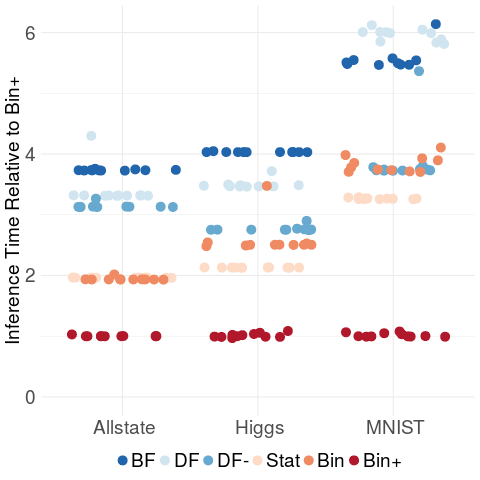 Inference Time Relative to Bin+
6
4
2
0
Allstate Higgs MNIST
BF DF DF- Stat Bin Bin+